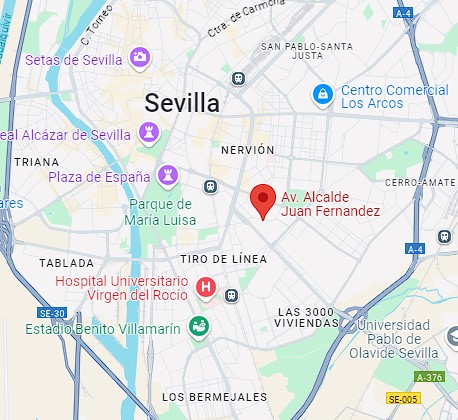 Ctra. de Carmona
A-4
C. Torneo
SAN PABLO-SANTA
JUSTA
Setas de Sevilla
Centro Comercial
Los Arcos
Sevilla
eal Alcázar de Sevilla
NERVIÓN
TRIANA
Plaza de España
CERRO-AMATE
Av. Alcalde
Juan Fernandez
Parque de
María Luisa
ares
A-4
TABLADA
TIRO DE LÍNEA
Hospital Universitario
Virgen del Rocío
H
SE-30
LAS 3000
VIVIENDAS
Estadio Benito Villamarín
Universidad
Pablo de
Olavide Sevilla
A-376
LOS BERMEJALES
SE-005